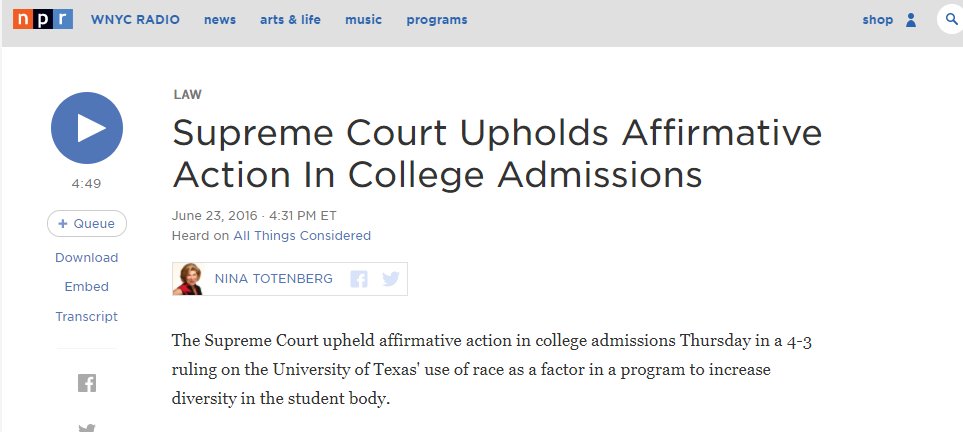 npr WNYC RADIO news arts & life music programs shop
LAW
Supreme Court Upholds Affirmative
Action In College Admissions
4:49
June 23, 2016 · 4:31 PM ET
+ Queue
Heard on All Things Considered
Download
NINA TOTENBERG
Embed
Transcript
The Supreme Court upheld affirmative action in college admissions Thursday in a 4-3
ruling on the University of Texas' use of race as a factor in a program to increase
diversity in the student body.